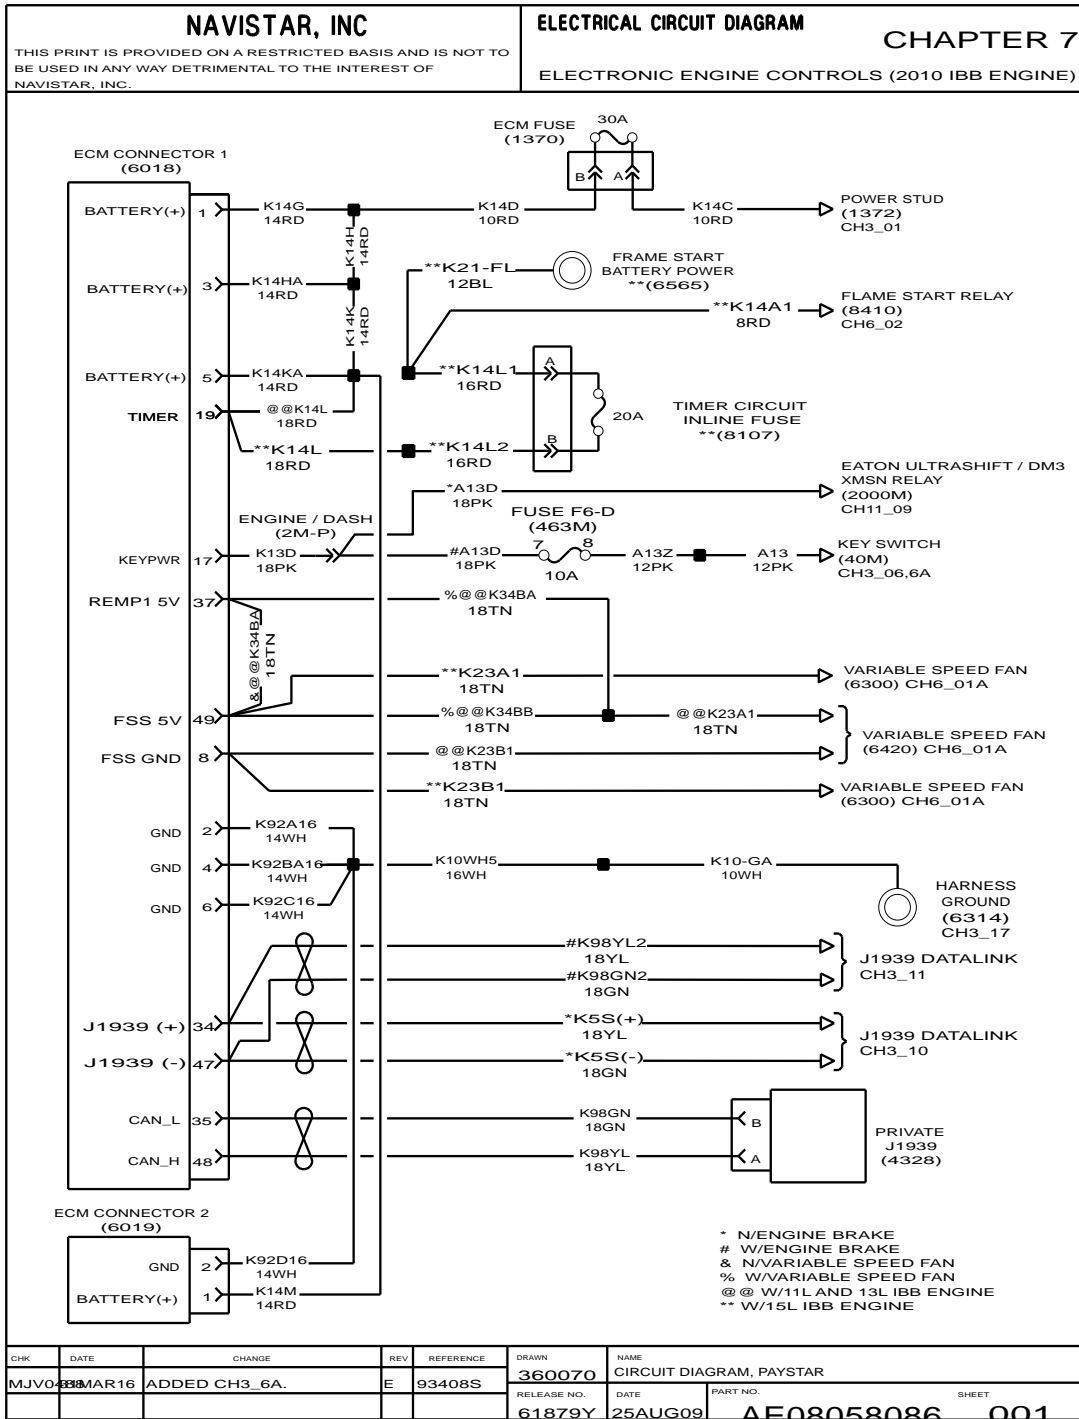 NAVISTAR, INC
THIS PRINT IS PROVIDED ON A RESTRICTED BASIS AND IS NOT TO
BE USED IN ANY WAY DETRIMENTAL TO THE INTEREST OF
NAVISTAR, INC.
ELECTRICAL CIRCUIT DIAGRAM
CHAPTER 7
ELECTRONIC ENGINE CONTROLS (2010 IBB ENGINE)
ECM FUSE
(1370)
30A
B
A
ECM CONNECTOR 1
(6018)
BATTERY(+) 1
K14G
14RD
K14D
10RD
K14C
10RD
POWER STUD
(1372)
CH3_01
K14H
14RD
BATTERY(+) 3
K14HA
14RD
**K21-FL
12BL
FRAME START
BATTERY POWER
**(6565)
K14K
14RD
**K14A1
8RD
FLAME START RELAY
(8410)
CH6_02
BATTERY(+) 5
K14KA
14RD
**K14L1
16RD
A
20A
B
TIMER CIRCUIT
INLINE FUSE
**(8107)
TIMER 19
@@K14L
18RD
**K14L
18RD
**K14L2
16RD
*A13D
18PK
EATON ULTRASHIFT / DM3
XMSN RELAY
(2000M)
CH11_09
ENGINE / DASH
(2M-P)
FUSE F6-D
(463M)
7 8
10A
KEYPWR 17
K13D
18PK
#A13D
18PK
A13Z
12PK
A13
12PK
KEY SWITCH
(40M)
CH3_06,6A
REMP1 5V 37
%@@K34BA
18TN
&@@K34BA
18TN
**K23A1
18TN
VARIABLE SPEED FAN
(6300) CH6_01A
FSS 5V 49
%@@K34BB
18TN
@@K23A1
18TN
VARIABLE SPEED FAN
(6420) CH6_01A
FSS GND 8
@@K23B1
18TN
**K23B1
18TN
VARIABLE SPEED FAN
(6300) CH6_01A
GND 2
K92A16
14WH
GND 4
K92BA16
14WH
K10WH5
16WH
K10-GA
10WH
GND 6
K92C16
14WH
HARNESS
GROUND
(6314)
CH3_17
#K98YL2
18YL
#K98GN2
18GN
J1939 DATALINK
CH3_11
J1939 (+) 34
*K5S(+)
18YL
J1939 (-) 47
*K5S(-)
18GN
J1939 DATALINK
CH3_10
CAN_L 35
K98GN
18GN
B
CAN_H 48
K98YL
18YL
A
PRIVATE
J1939
(4328)
ECM CONNECTOR 2
(6019)
GND 2
K92D16
14WH
BATTERY(+) 1
K14M
14RD
* N/ENGINE BRAKE
# W/ENGINE BRAKE
& N/VARIABLE SPEED FAN
% W/VARIABLE SPEED FAN
@@ W/11L AND 13L IBB ENGINE
** W/15L IBB ENGINE
CHK DATE CHANGE REV REFERENCE
MAR16 ADDED CH3_6A. E 93408S
DRAWN
360070
NAME
CIRCUIT DIAGRAM, PAYSTAR
RELEASE NO.
61879Y
DATE
25AUG09
PART NO.
AE08058086
SHEET
001